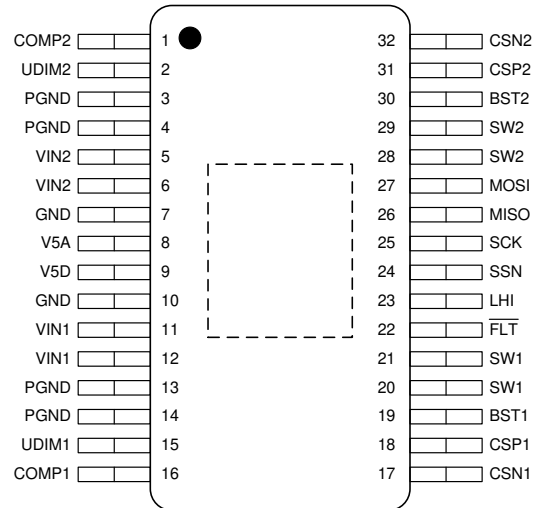 COMP2 1 32 CSN2
UDIM2 2 31 CSP2
PGND 3 30 BST2
PGND 4 29 SW2
VIN2 5 28 SW2
VIN2 6 27 MOSI
GND 7 26 MISO
V5A 8 25 SCK
V5D 9 24 SSN
GND 10 23 LHI
VIN1 11 22 FLT
VIN1 12 21 SW1
PGND 13 20 SW1
PGND 14 19 BST1
UDIM1 15 18 CSP1
COMP1 16 17 CSN1